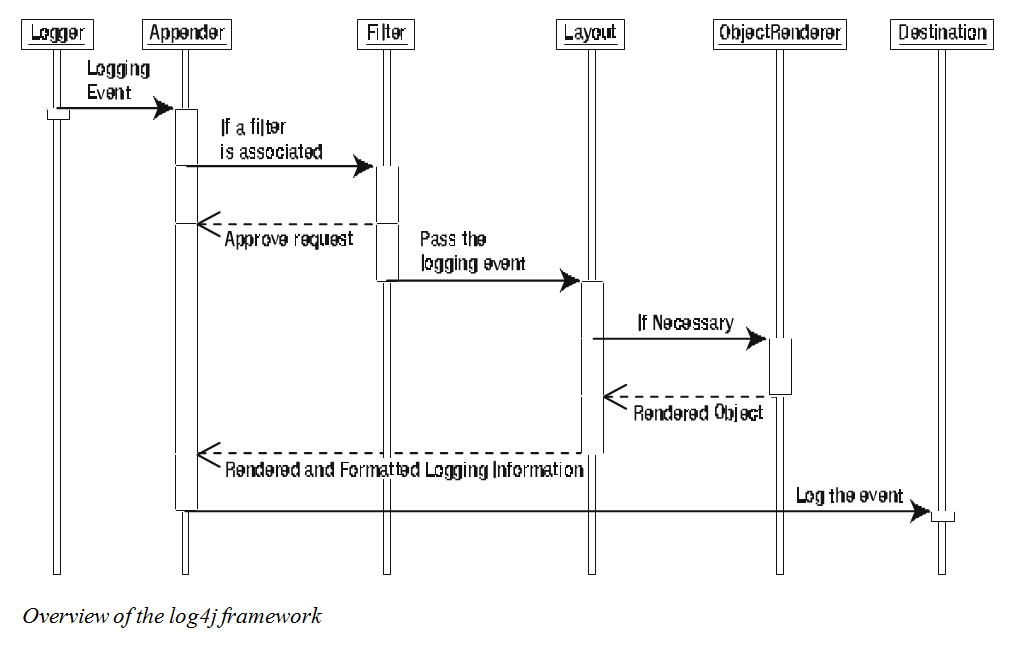 Logger
Appender
Filter
Layout
ObjectRenderer
Destination
Logging
Event
If a filter
is associated
Approve request
Pass the
logging event
If Necessary
Rendered Object
Rendered and Formatted Logging Information
Log the event
Overview of the log4j framework